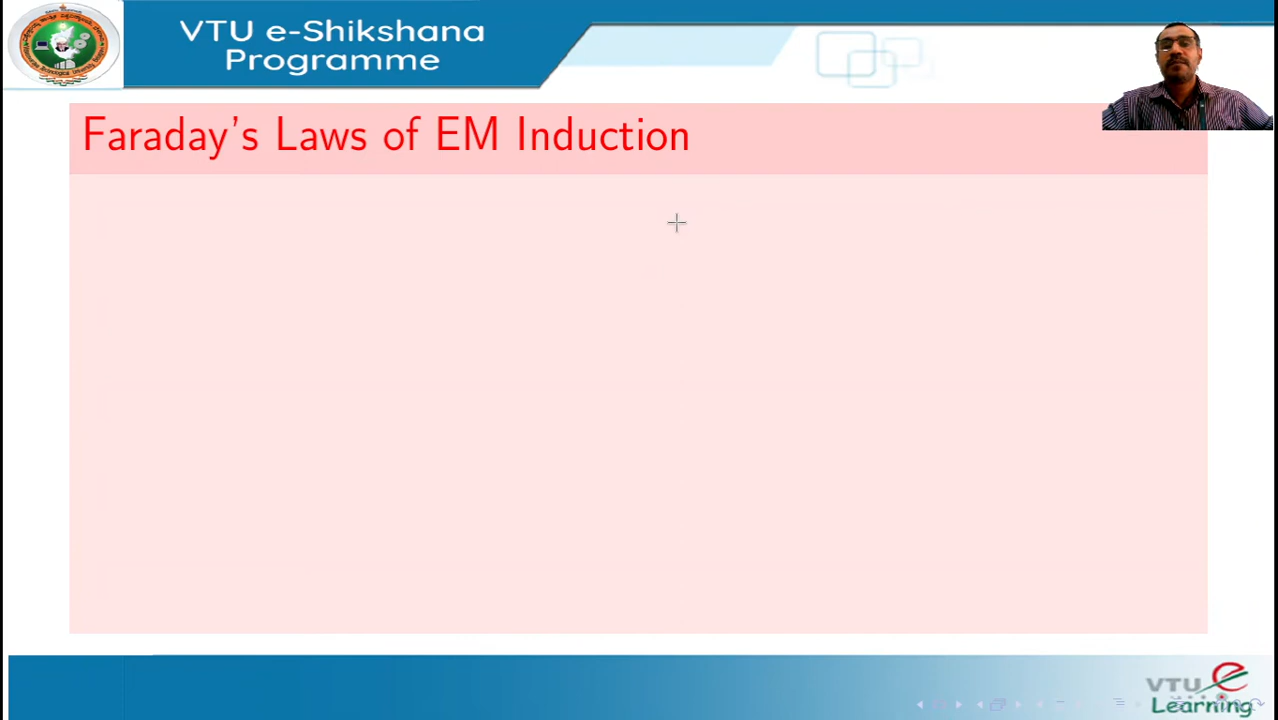 VTU e-Shikshana
Programme
Faraday's Laws of EM Induction
VTU
Learning